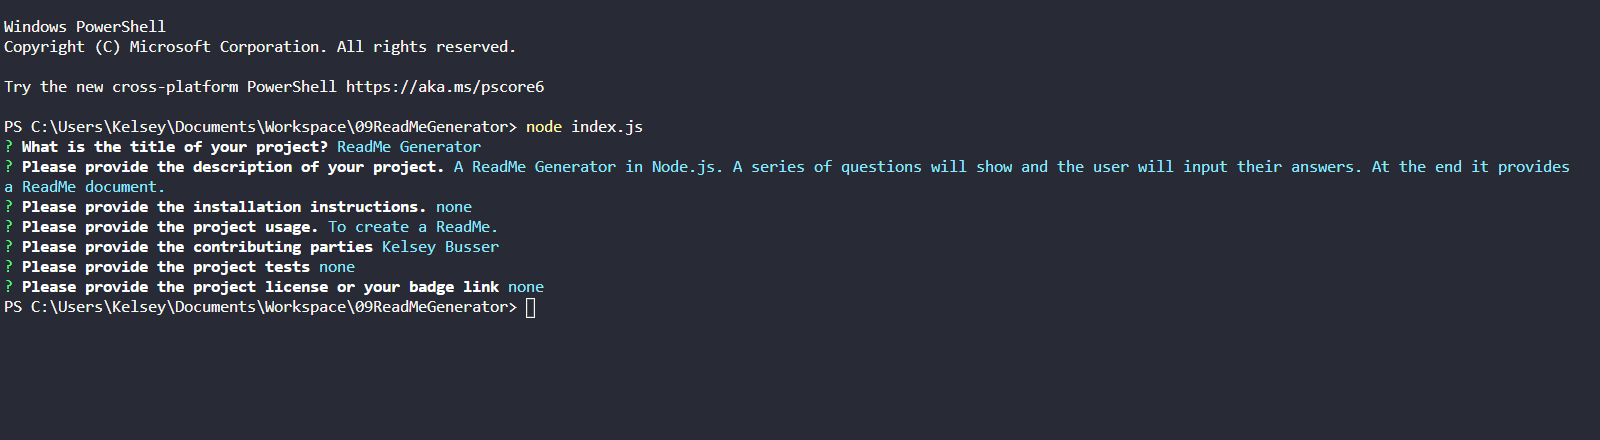 Windows PowerShell
Copyright (C) Microsoft Corporation. All rights reserved.
Try the new cross-platform PowerShell https://aka.ms/pscore6
PS C:\Users\Kelsey\Documents\Workspace\09ReadMeGenerator> node index.js
? What is the title of your project? ReadMe Generator
? Please provide the description of your project. A ReadMe Generator in Node.js. A series of questions will show and the user will input their answers. At the end it provides
a ReadMe document.
? Please provide the installation instructions. none
? Please provide the project usage. To create a ReadMe.
? Please provide the contributing parties Kelsey Busser
? Please provide the project tests none
? Please provide the project license or your badge link none
PS C:\Users\Kelsey\Documents\Workspace\09ReadMeGenerator>